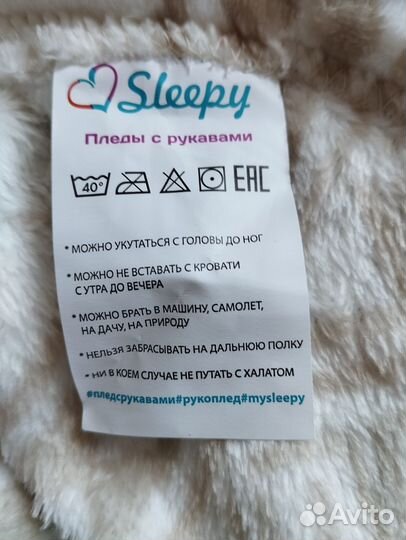 Sleepy
Пледы с рукавами
40° EAC
* МОЖНО УКУТАТЬСЯ С ГОЛОВЫ ДО НОГ
* МОЖНО НЕ ВСТАВАТЬ С КРОВАТИ
С УТРА ДО ВЕЧЕРА
* МОЖНО БРАТЬ В МАШИНУ, САМОЛЕТ,
НА ДАЧУ, НА ПРИРОДУ
* НЕЛЬЗЯ ЗАБРАСЫВАТЬ НА ДАЛЬНЮЮ ПОЛКУ
* НИ В КОЕМ СЛУЧАЕ НЕ ПУТАТЬ С ХАЛАТОМ
#пледсрукавами#рукоплед#mysleepy
Avito